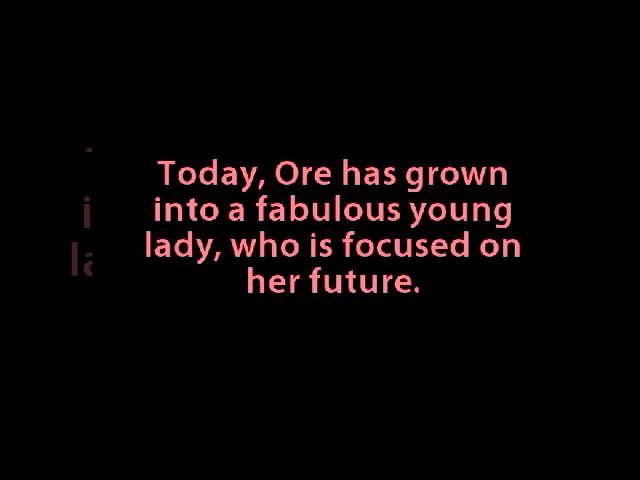 Today, Ore has grown
into a fabulous young
lady, who is focused on
her future.